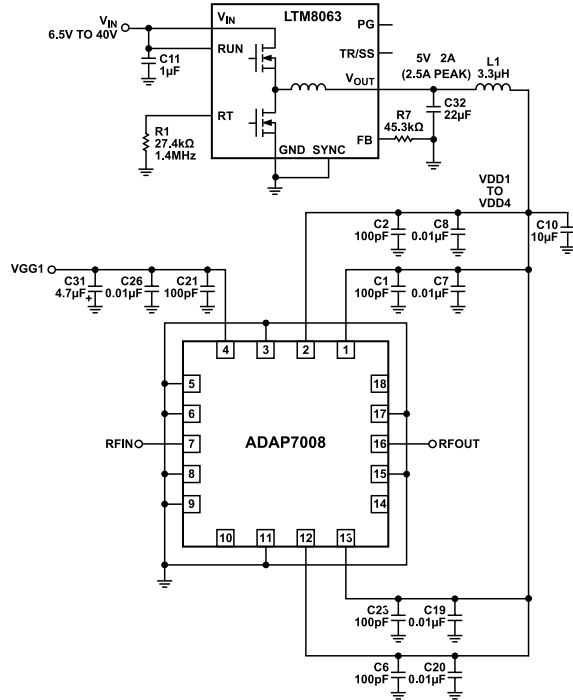 VIN
6.5V TO 40V
VIN
LTM8063
PG
RUN
C11
1µF
TR/SS
VOUT
5V 2A
(2.5A PEAK)
L1
3.3µH
RT
R1
27.4kΩ
1.4MHz
R7
45.3kΩ
C32
22µF
FB
GND SYNC
VDD1
TO
VDD4
C2
100pF
C8
0.01µF
C10
10µF
VGG1
C31
4.7µF
+
C26
0.01µF
C21
100pF
C1
100pF
C7
0.01µF
4
3
2
1
5
18
6
17
RFIN
7
ADAP7008
16
RFOUT
8
15
9
14
10
11
12
13
C23
100pF
C19
0.01µF
C6
100pF
C20
0.01µF